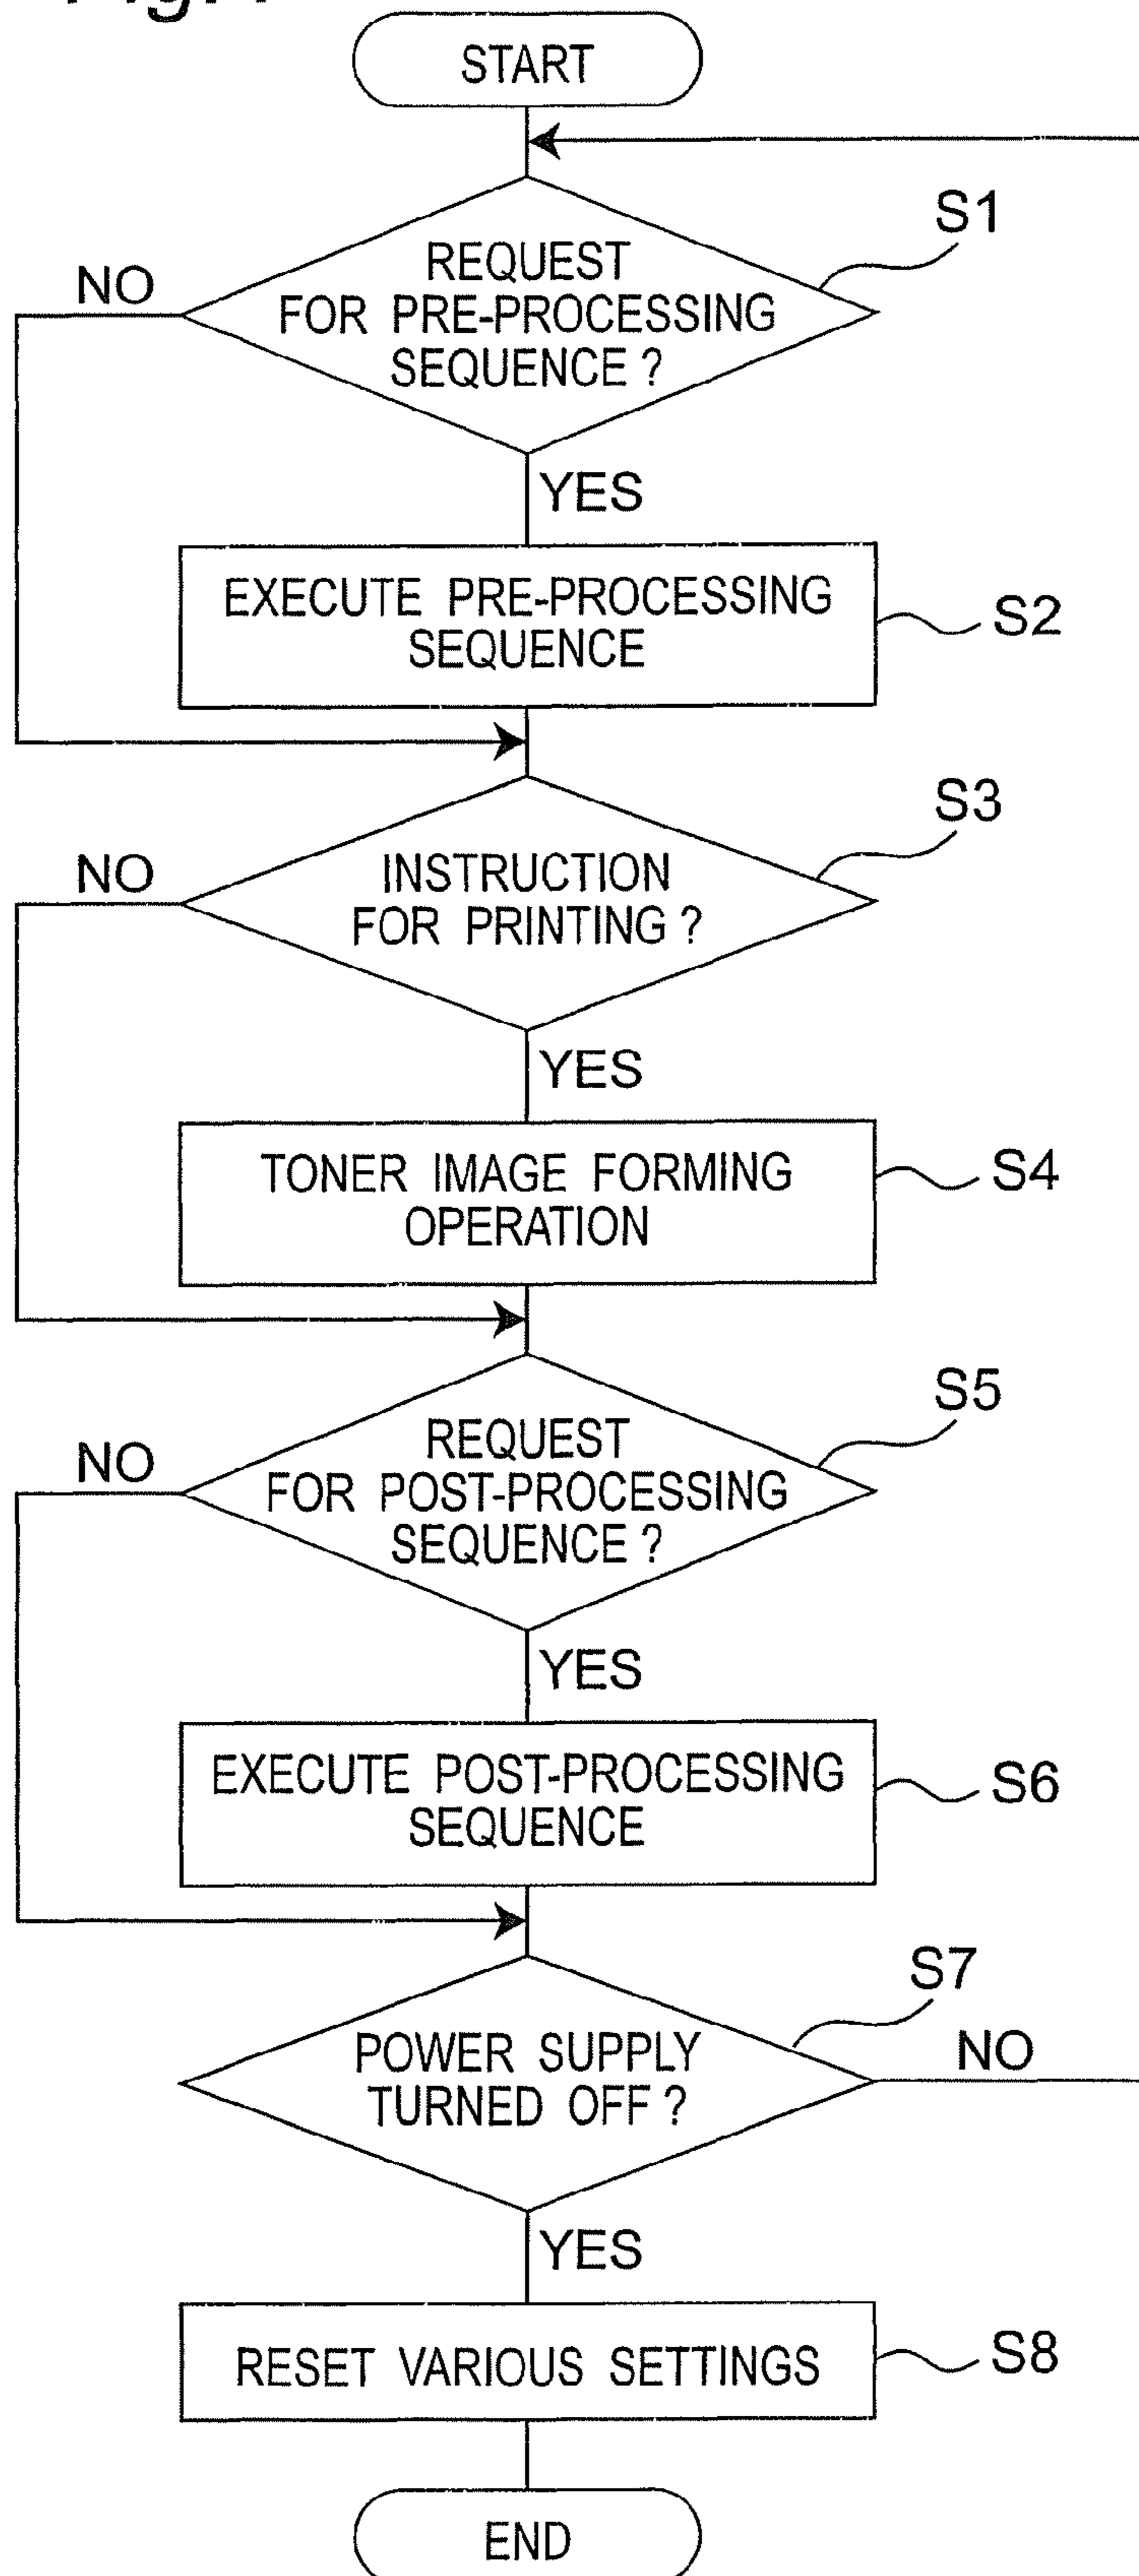 Fig.
START
S1
REQUEST
NO
FOR PRE-PROCESSING
SEQUENCE ?
YES
EXECUTE PRE-PROCESSING
SEQUENCE
S2
S3
NO
INSTRUCTION
FOR PRINTING ?
YES
TONER IMAGE FORMING
OPERATION
S4
S5
REQUEST
NO
FOR POST-PROCESSING
SEQUENCE ?
YES
EXECUTE POST-PROCESSING
SEQUENCE
S6
S7
POWER SUPPLY
TURNED OFF ?
NO
YES
RESET VARIOUS SETTINGS
S8
END